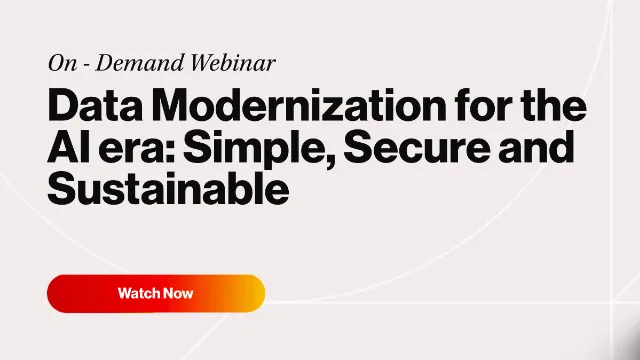 On - Demand Webinar
Data Modernization for the
AI era: Simple, Secure and
Sustainable
Watch Now